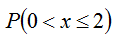 P(0 < x ≤ 2)